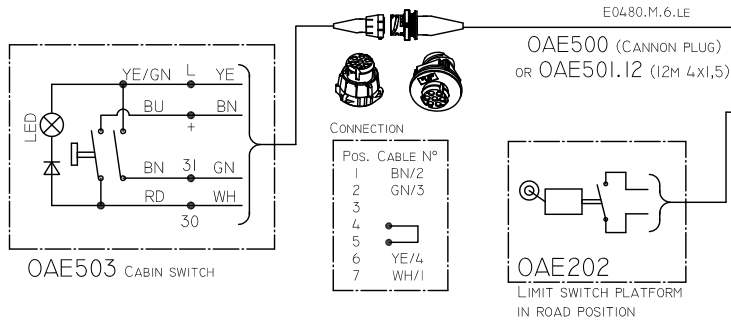 E0480.M.6.LE
OAE500 (CANNON PLUG)
OR OAE501.12 (12M 4X1,5)
YE/GN L YE
BU BN
+
LED
BN 31 GN
RD WH
30
OAE503 CABIN SWITCH
CONNECTION
POS. CABLE N°
1 BN/2
2 GN/3
3
4
5
6 YE/4
7 WH/1
OAE202
LIMIT SWITCH PLATFORM
IN ROAD POSITION